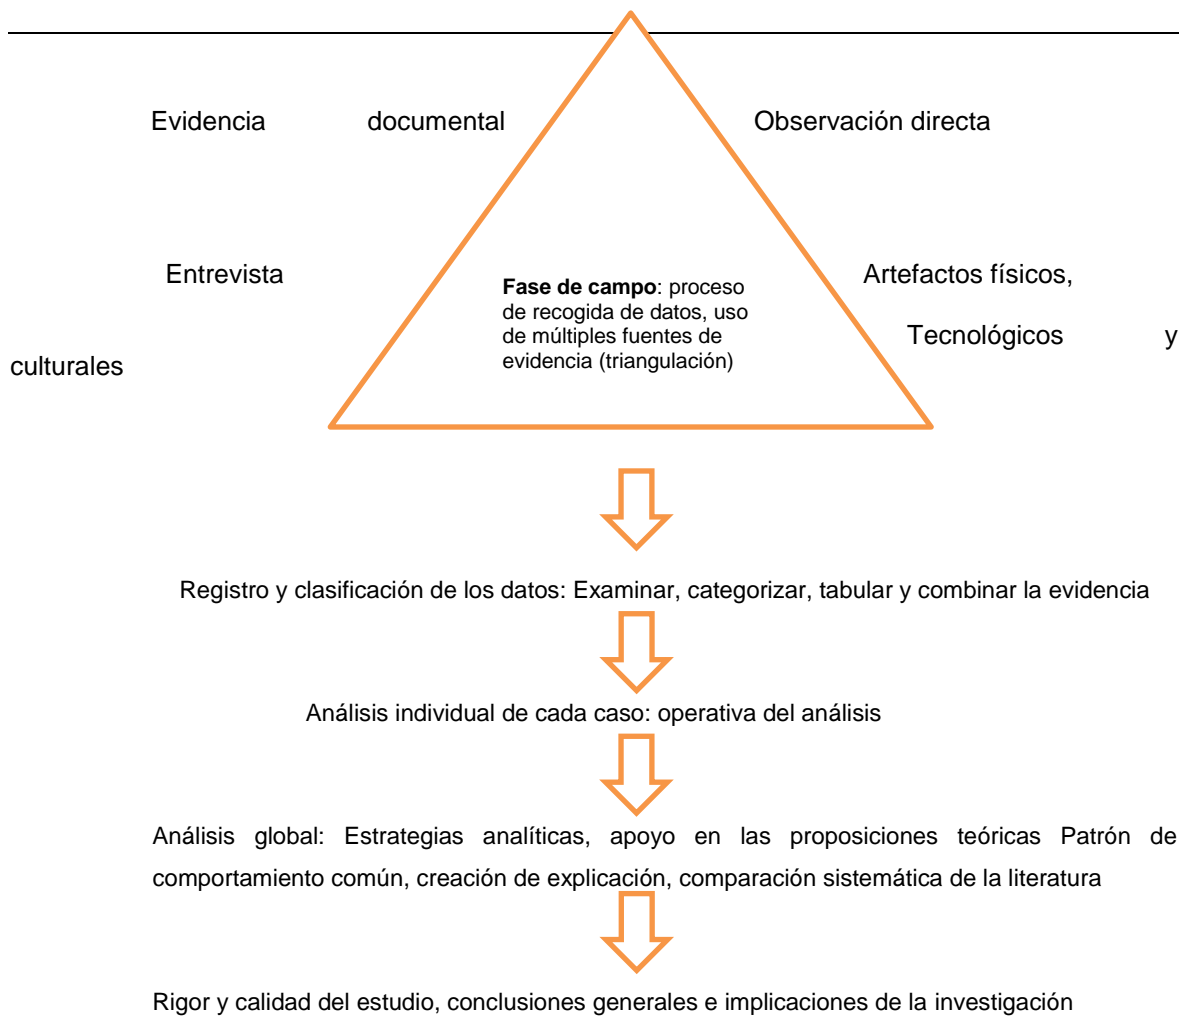 Evidencia documental
Observación directa
Entrevista
Artefactos físicos,
Tecnológicos y
culturales
Fase de campo: proceso
de recogida de datos, uso
de múltiples fuentes de
evidencia (triangulación)
Registro y clasificación de los datos: Examinar, categorizar, tabular y combinar la evidencia
Análisis individual de cada caso: operativa del análisis
Análisis global: Estrategias analíticas, apoyo en las proposiciones teóricas Patrón de
comportamiento común, creación de explicación, comparación sistemática de la literatura
Rigor y calidad del estudio, conclusiones generales e implicaciones de la investigación